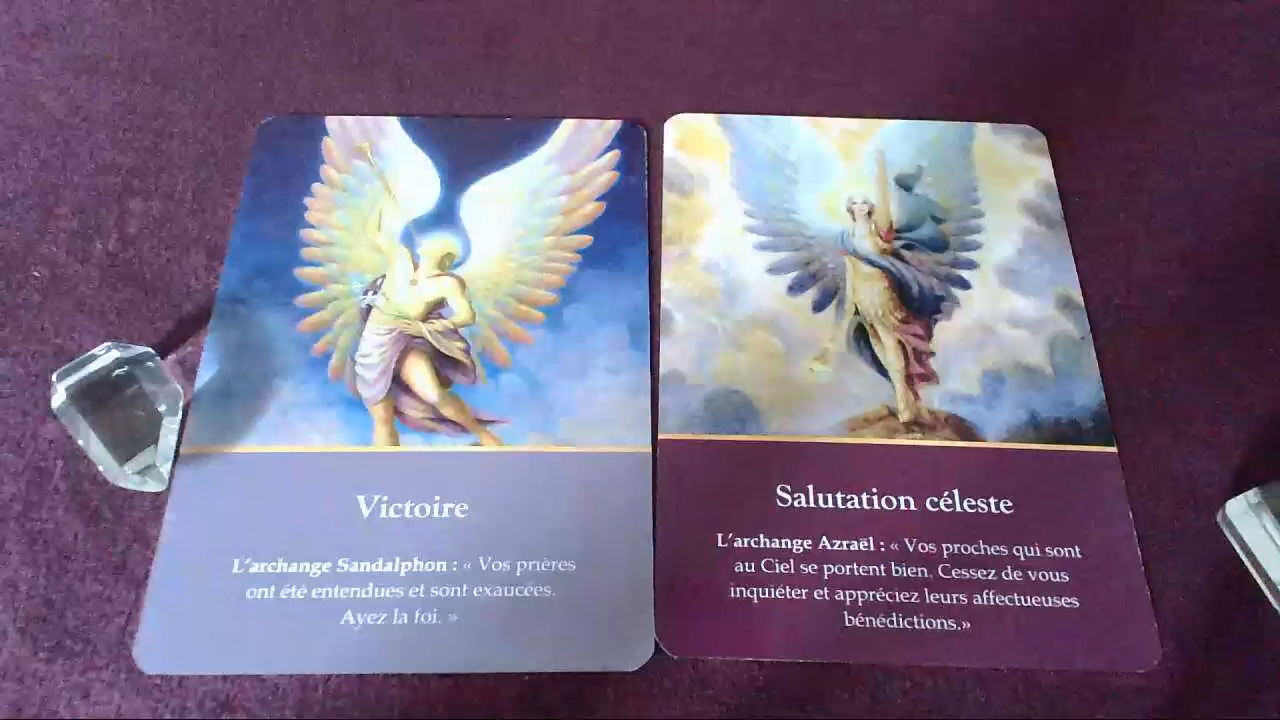 Victoire
L'archange Sandalphon : « Vos prières
ont été entendues et sont exaucées.
Ayez la foi. »
Salutation céleste
L'archange Azraël : « Vos proches qui sont
au Ciel se portent bien. Cessez de vous
inquiéter et appréciez leurs affectueuses
bénédictions.»